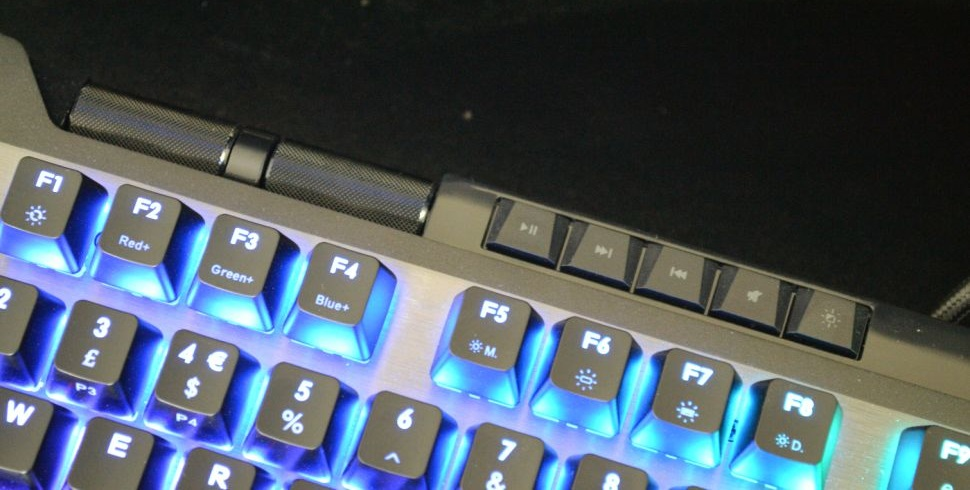 F1
F2
Red+
F3
Green+
F4
Blue+
F5
M.
F6
F7
F8
D.
F9
2
3
£
P3
4 €
$
P4
5
%
6
^
7
&
8
W
E
R